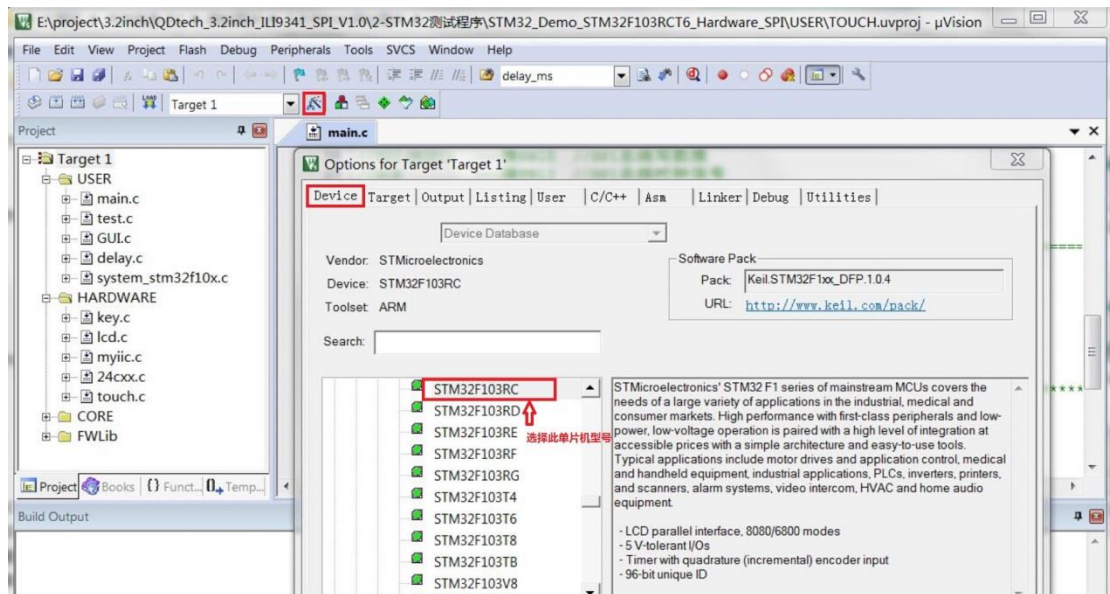 E:\project\3.2inch\QDtech_3.2inch_ILI9341_SPI_V1.0\2-STM32测试程序\STM32_Demo_STM32F103RCT6_Hardware_SPI\USER\TOUCH.uvproj - µVision
File Edit View Project Flash Debug Peripherals Tools SVCS Window Help
delay_ms
LOAD Target 1
Project
main.c
Target 1
USER
main.c
test.c
GUI.c
delay.c
system_stm32f10x.c
HARDWARE
key.c
lcd.c
myiic.c
24cxx.c
touch.c
CORE
FWLib
Project Books {} Funct... 0 Temp...
Build Output
Options for Target 'Target 1'
Device Target Output Listing User C/C++ Asm Linker Debug Utilities
Device Database
Vendor: STMicroelectronics
Device: STM32F103RC
Toolset: ARM
Search:
Software Pack
Pack: Keil.STM32F1xx_DFP.1.0.4
URL: http://www.keil.com/pack/
STM32F103RC
STM32F103RD
STM32F103RE
STM32F103RF
STM32F103RG
STM32F103T4
STM32F103T6
STM32F103T8
STM32F103TB
STM32F103V8
选择此单片机型号
STMicroelectronics' STM32 F1 series of mainstream MCUs covers the
needs of a large variety of applications in the industrial, medical and
consumer markets. High performance with first-class peripherals and low-
power, low-voltage operation is paired with a high level of integration at
accessible prices with a simple architecture and easy-to-use tools.
Typical applications include motor drives and application control, medical
and handheld equipment, industrial applications, PLCs, inverters, printers,
and scanners, alarm systems, video intercom, HVAC and home audio
equipment.
- LCD parallel interface, 8080/6800 modes
- 5 V-tolerant I/Os
- Timer with quadrature (incremental) encoder input
- 96-bit unique ID